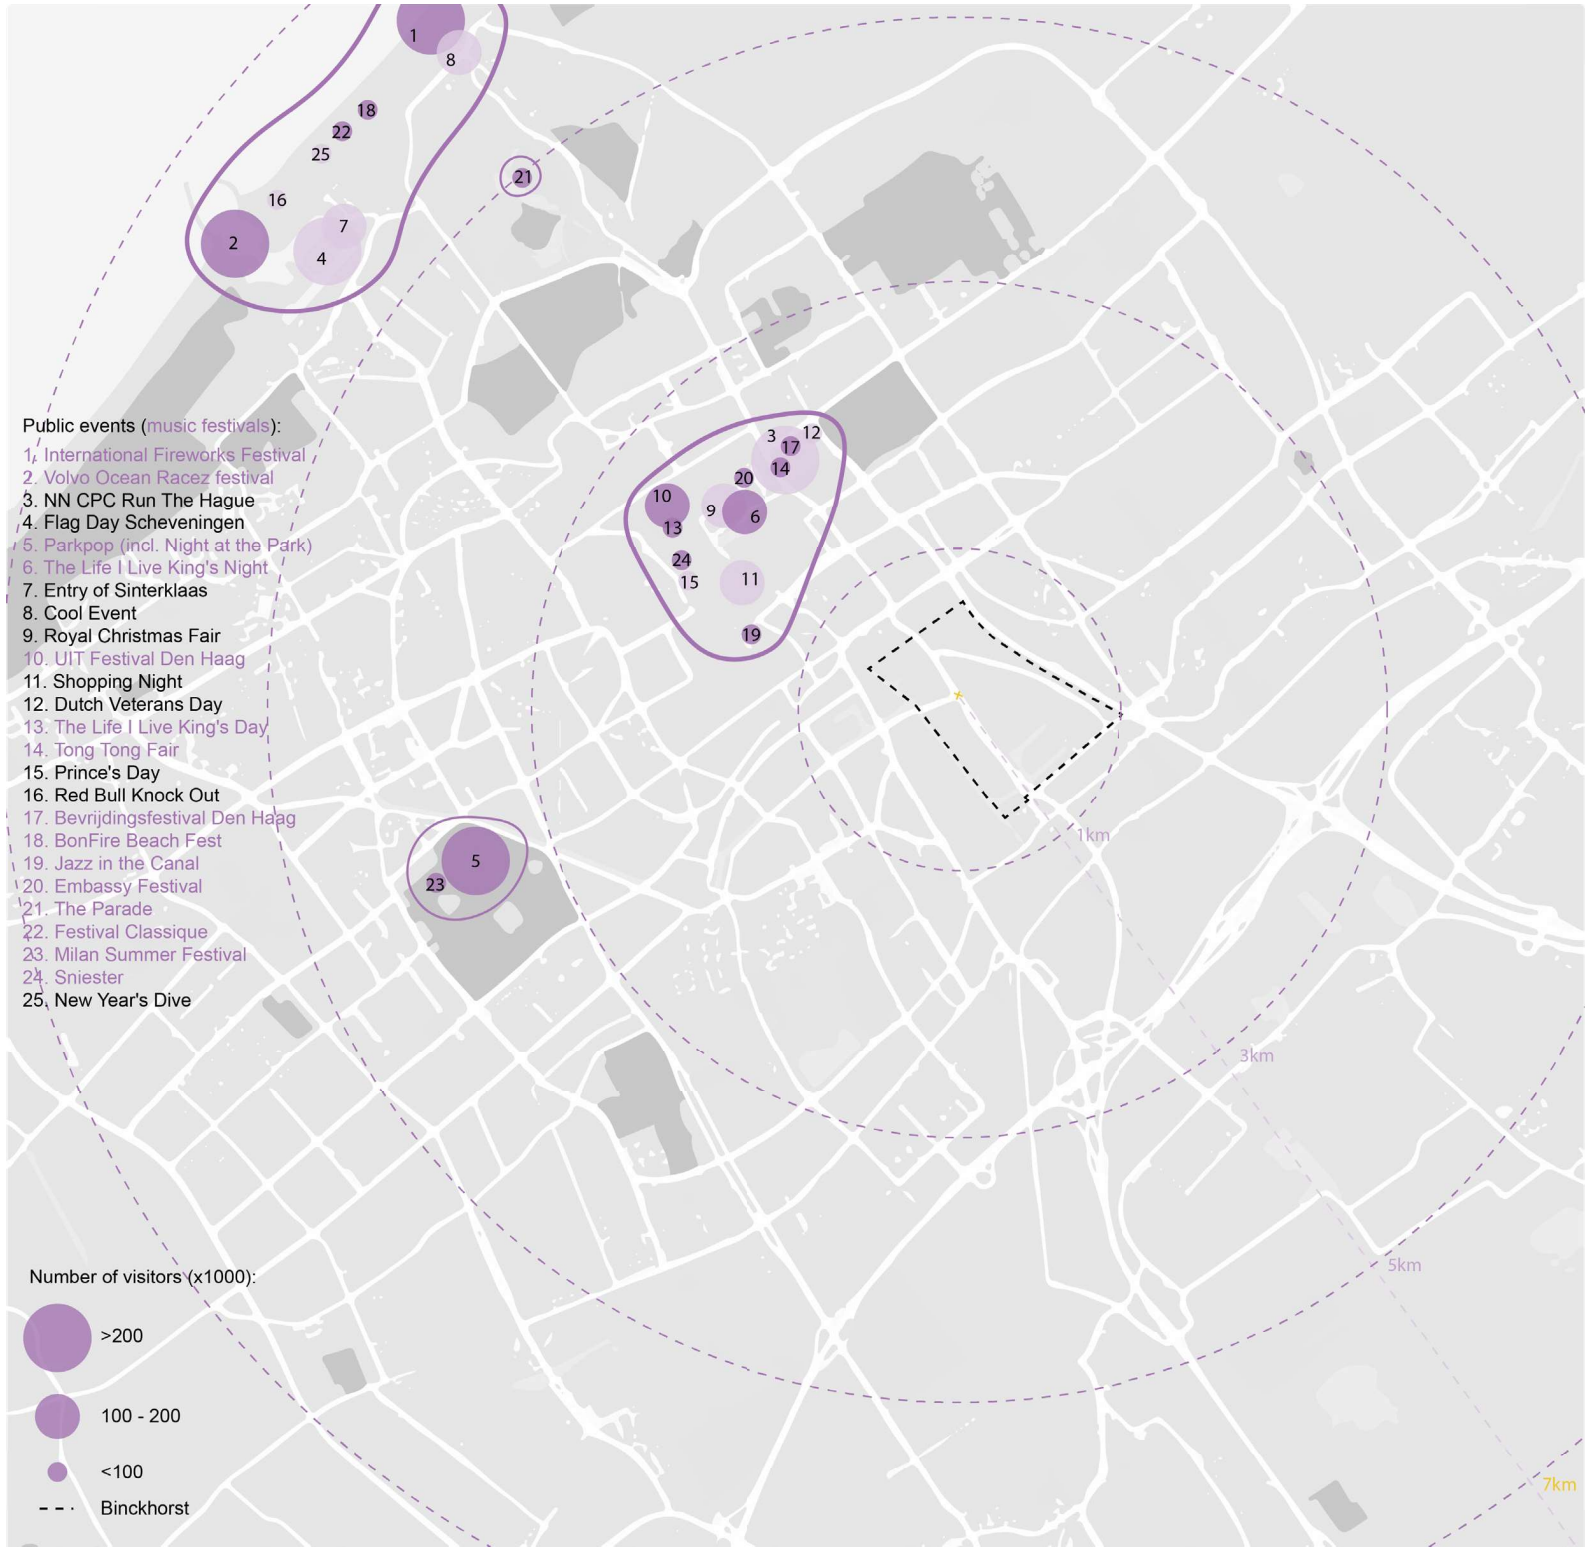 1
8
18
22
25
16
21
7
2
4
3
12
17
14
20
10
9
6
13
24
15
11
19
Public events (music festivals):
1. International Fireworks Festival
2. Volvo Ocean Racez festival
3. NN CPC Run The Hague
4. Flag Day Scheveningen
5. Parkpop (incl. Night at the Park)
6. The Life I Live King's Night
7. Entry of Sinterklaas
8. Cool Event
9. Royal Christmas Fair
10. UIT Festival Den Haag
11. Shopping Night
12. Dutch Veterans Day
13. The Life I Live King's Day
14. Tong Tong Fair
15. Prince's Day
16. Red Bull Knock Out
17. Bevrijdingsfestival Den Haag
18. BonFire Beach Fest
19. Jazz in the Canal
20. Embassy Festival
21. The Parade
22. Festival Classique
23. Milan Summer Festival
24. Sniester
25. New Year's Dive
5
23
1km
3km
5km
7km
Number of visitors (x1000):
>200
100 - 200
<100
Binckhorst